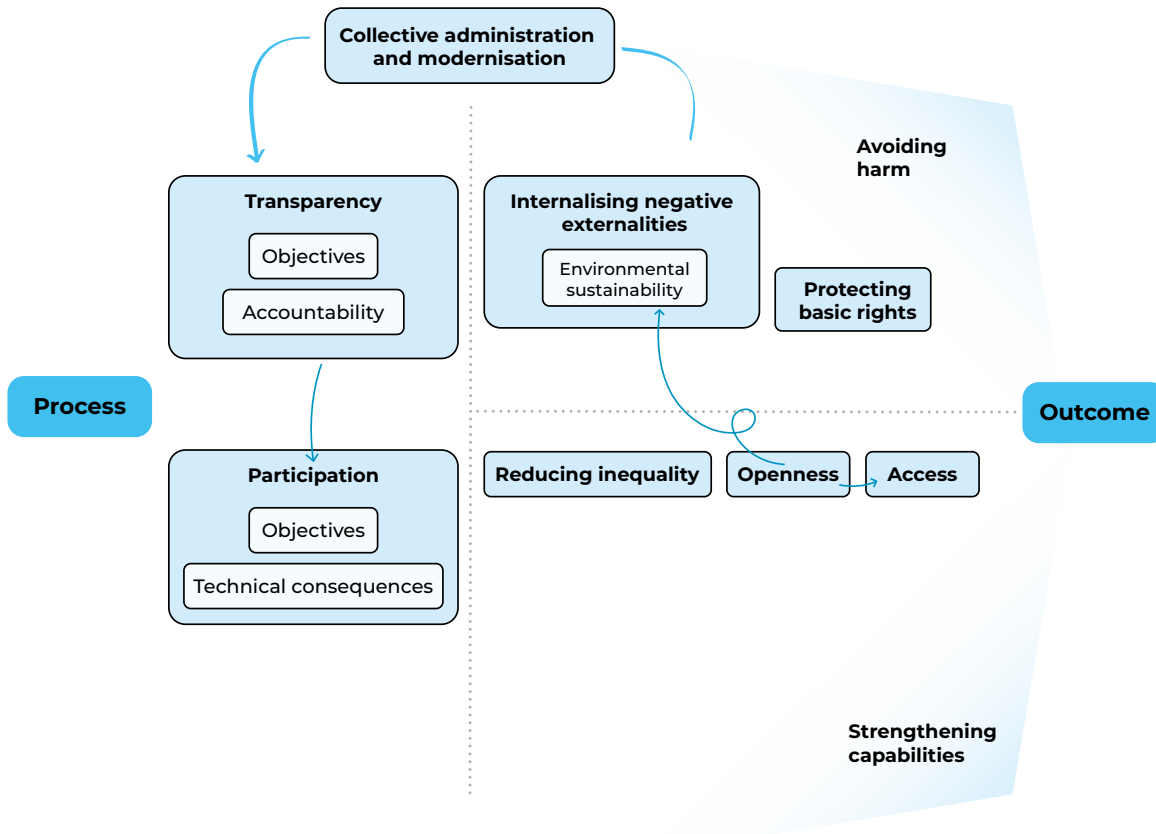 Collective administration
and modernisation
Avoiding
harm
Transparency
Objectives
Accountability
Internalising negative
externalities
Environmental
sustainability
Protecting
basic rights
Process
Outcome
Participation
Objectives
Technical consequences
Reducing inequality
Openness
Access
Strengthening
capabilities